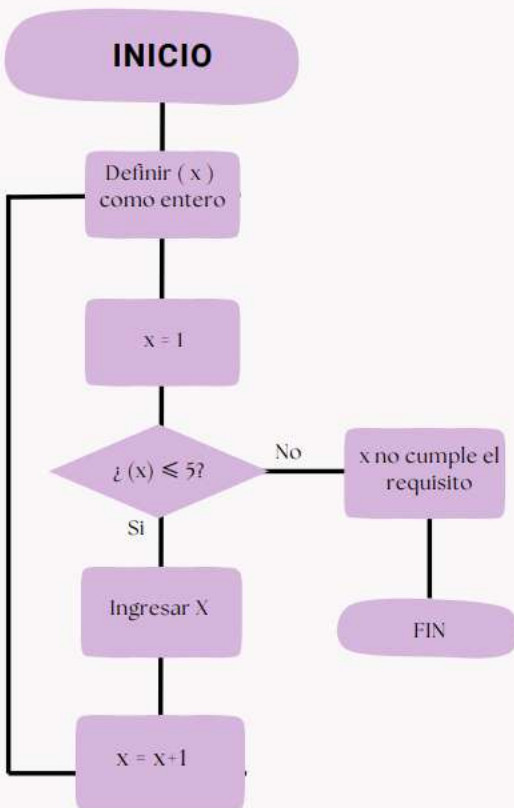 INICIO
Definir ( x )
como entero
x = 1
¿ (x) ⩽ 5?
No
x no cumple el
requisito
Si
Ingresar X
FIN
x = x+1